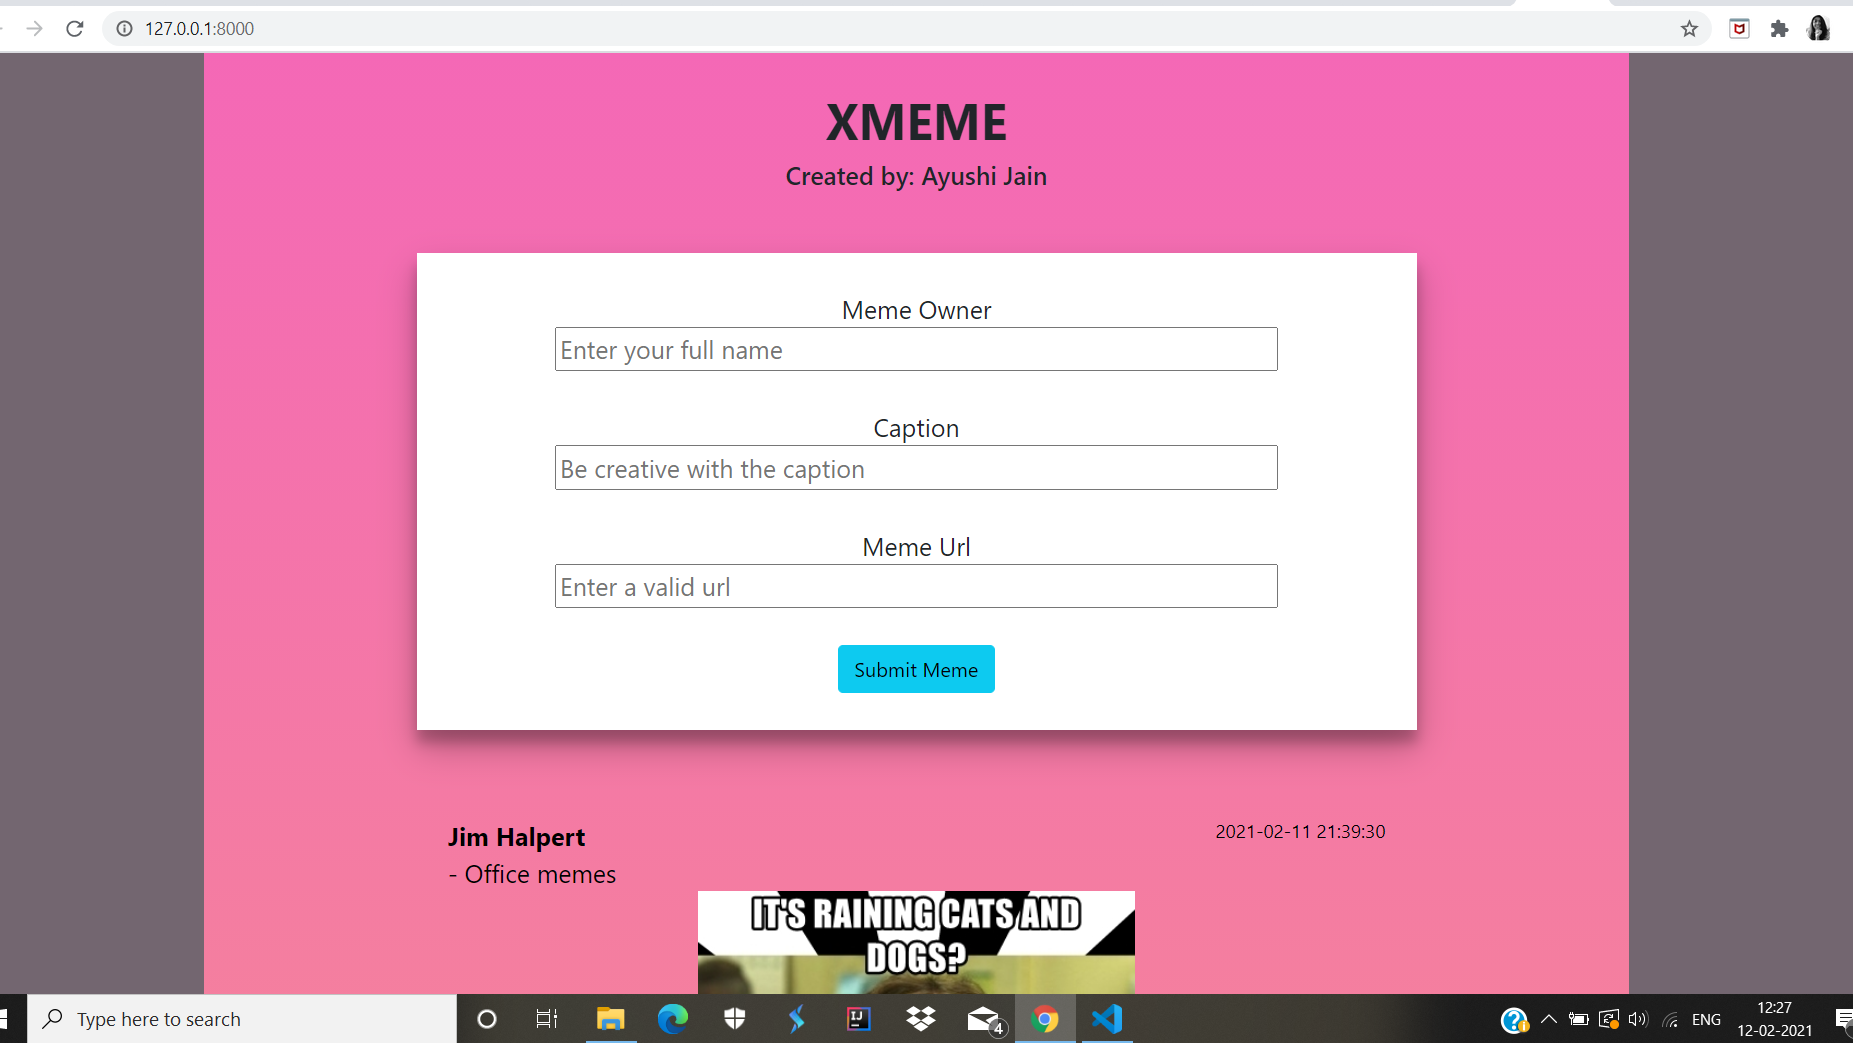 127.0.0.1:8000
XMEME
Created by: Ayushi Jain
Meme Owner
Enter your full name
Caption
Be creative with the caption
Meme Url
Enter a valid url
Submit Meme
Jim Halpert
2021-02-11 21:39:30
- Office memes
IT'S RAINING CATS AND
DOGS?
Type here to search
IJ
4
ENG
12:27
12-02-2021